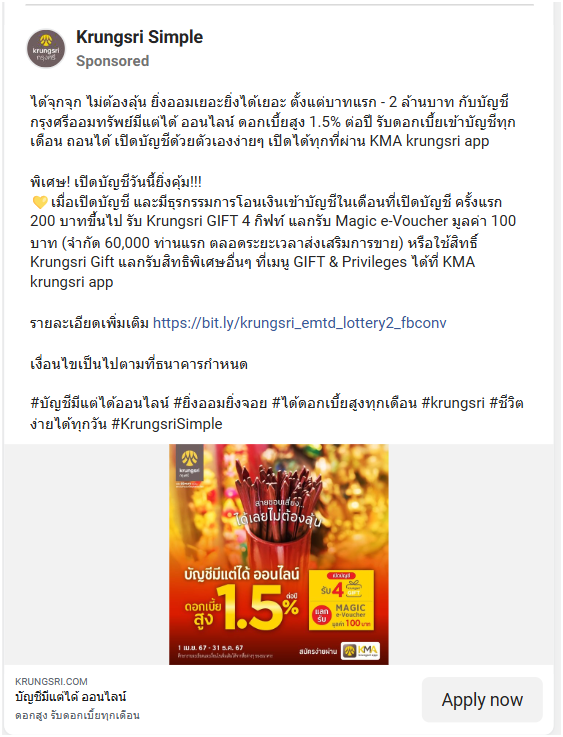 krungsri
กรุงศรี
Krungsri Simple
Sponsored
ได้จุกจุก ไม่ต้องลุ้น ยิ่งออมเยอะยิ่งได้เยอะ ตั้งแต่บาทแรก - 2 ล้านบาท กับบัญชี
กรุงศรีออมทรัพย์มีแต่ได้ ออนไลน์ ดอกเบี้ยสูง 1.5% ต่อปี รับดอกเบี้ยเข้าบัญชีทุก
เดือน ถอนได้ เปิดบัญชีด้วยตัวเองง่ายๆ เปิดได้ทุกที่ผ่าน KMA krungsri app
พิเศษ! เปิดบัญชีวันนี้ยิ่งคุ้ม!!!
💛เมื่อเปิดบัญชี และมีธุรกรรมการโอนเงินเข้าบัญชีในเดือนที่เปิดบัญชี ครั้งแรก
200 บาทขึ้นไป รับ Krungsri GIFT 4 กิฟท์ แลกรับ Magic e-Voucher มูลค่า 100
บาท (จำกัด 60,000 ท่านแรก ตลอดระยะเวลาส่งเสริมการขาย) หรือใช้สิทธิ์
Krungsri Gift แลกรับสิทธิพิเศษอื่นๆ ที่เมนู GIFT & Privileges ได้ที่ KMA
krungsri app
รายละเอียดเพิ่มเติม https://bit.ly/krungsri_emtd_lottery2_fbconv
เงื่อนไขเป็นไปตามที่ธนาคารกำหนด
#บัญชีมีแต่ได้ออนไลน์ #ยิ่งออมยิ่งจอย #ได้ดอกเบี้ยสูงทุกเดือน #krungsri #ชีวิต
ง่ายได้ทุกวัน #KrungsriSimple
krungsri
กรุงศรี
สายชอบเสี่ยง...
ได้เลยไม่ต้องลุ้น
บัญชีมีแต่ได้ ออนไลน์
ดอกเบี้ย
สูง 1.5% ต่อปี
เปิดบัญชี
รับ 4 GIFT
แลก
รับ
MAGIC
e-Voucher
มูลค่า 100 บาท
1 เม.ย. 67 - 31 ธ.ค. 67
สมัครง่ายผ่าน KMA
krungsri app
KRUNGSRI.COM
บัญชีมีแต่ได้ ออนไลน์
ดอกสูง รับดอกเบี้ยทุกเดือน
Apply now